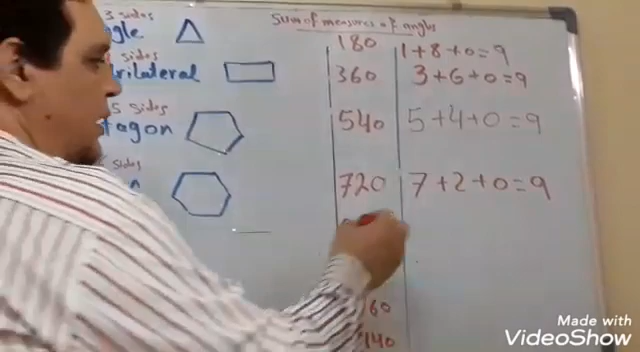 Sum of measures of angles
3 sides
gle
180 1+8+0=9
sides
rilateral
360 3+6+0=9
5 sides
tagon
540 5+4+0=9
sides
720 7+2+0=9
60
140
Made with
VideoShow